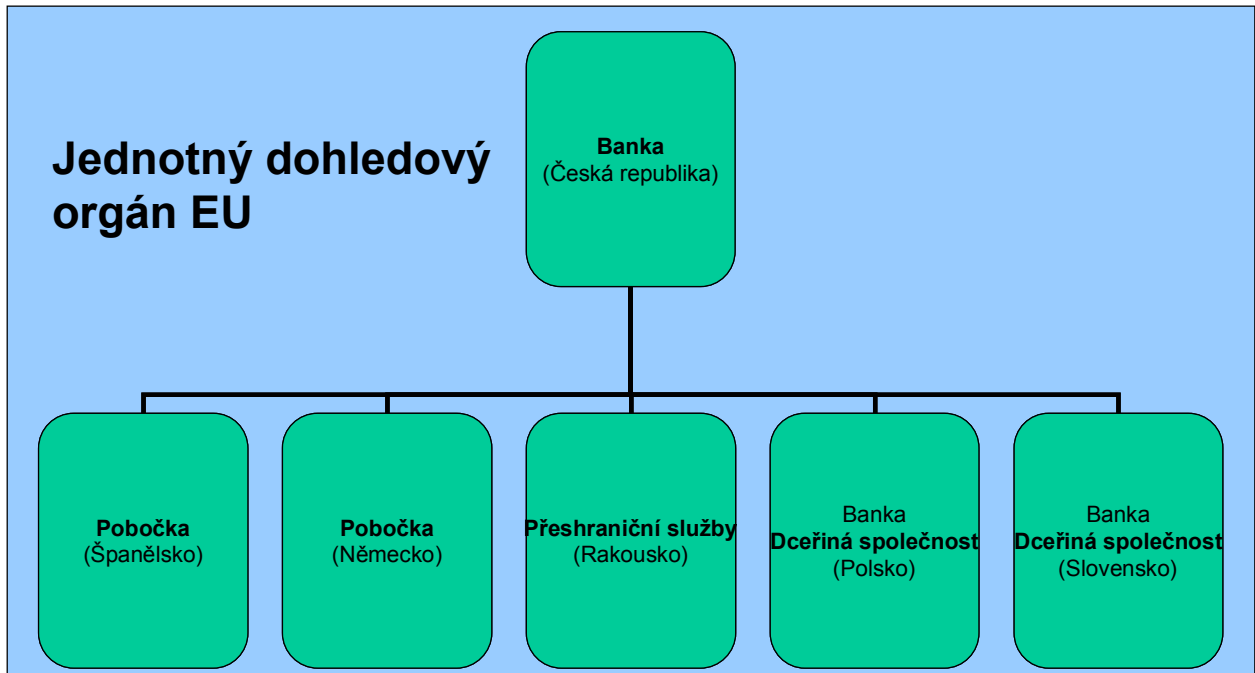 Jednotný dohledový
orgán EU
Banka
(Česká republika)
Pobočka
(Španělsko)
Pobočka
(Německo)
Přeshraniční služby
(Rakousko)
Banka
Dceřiná společnost
(Polsko)
Banka
Dceřiná společnost
(Slovensko)